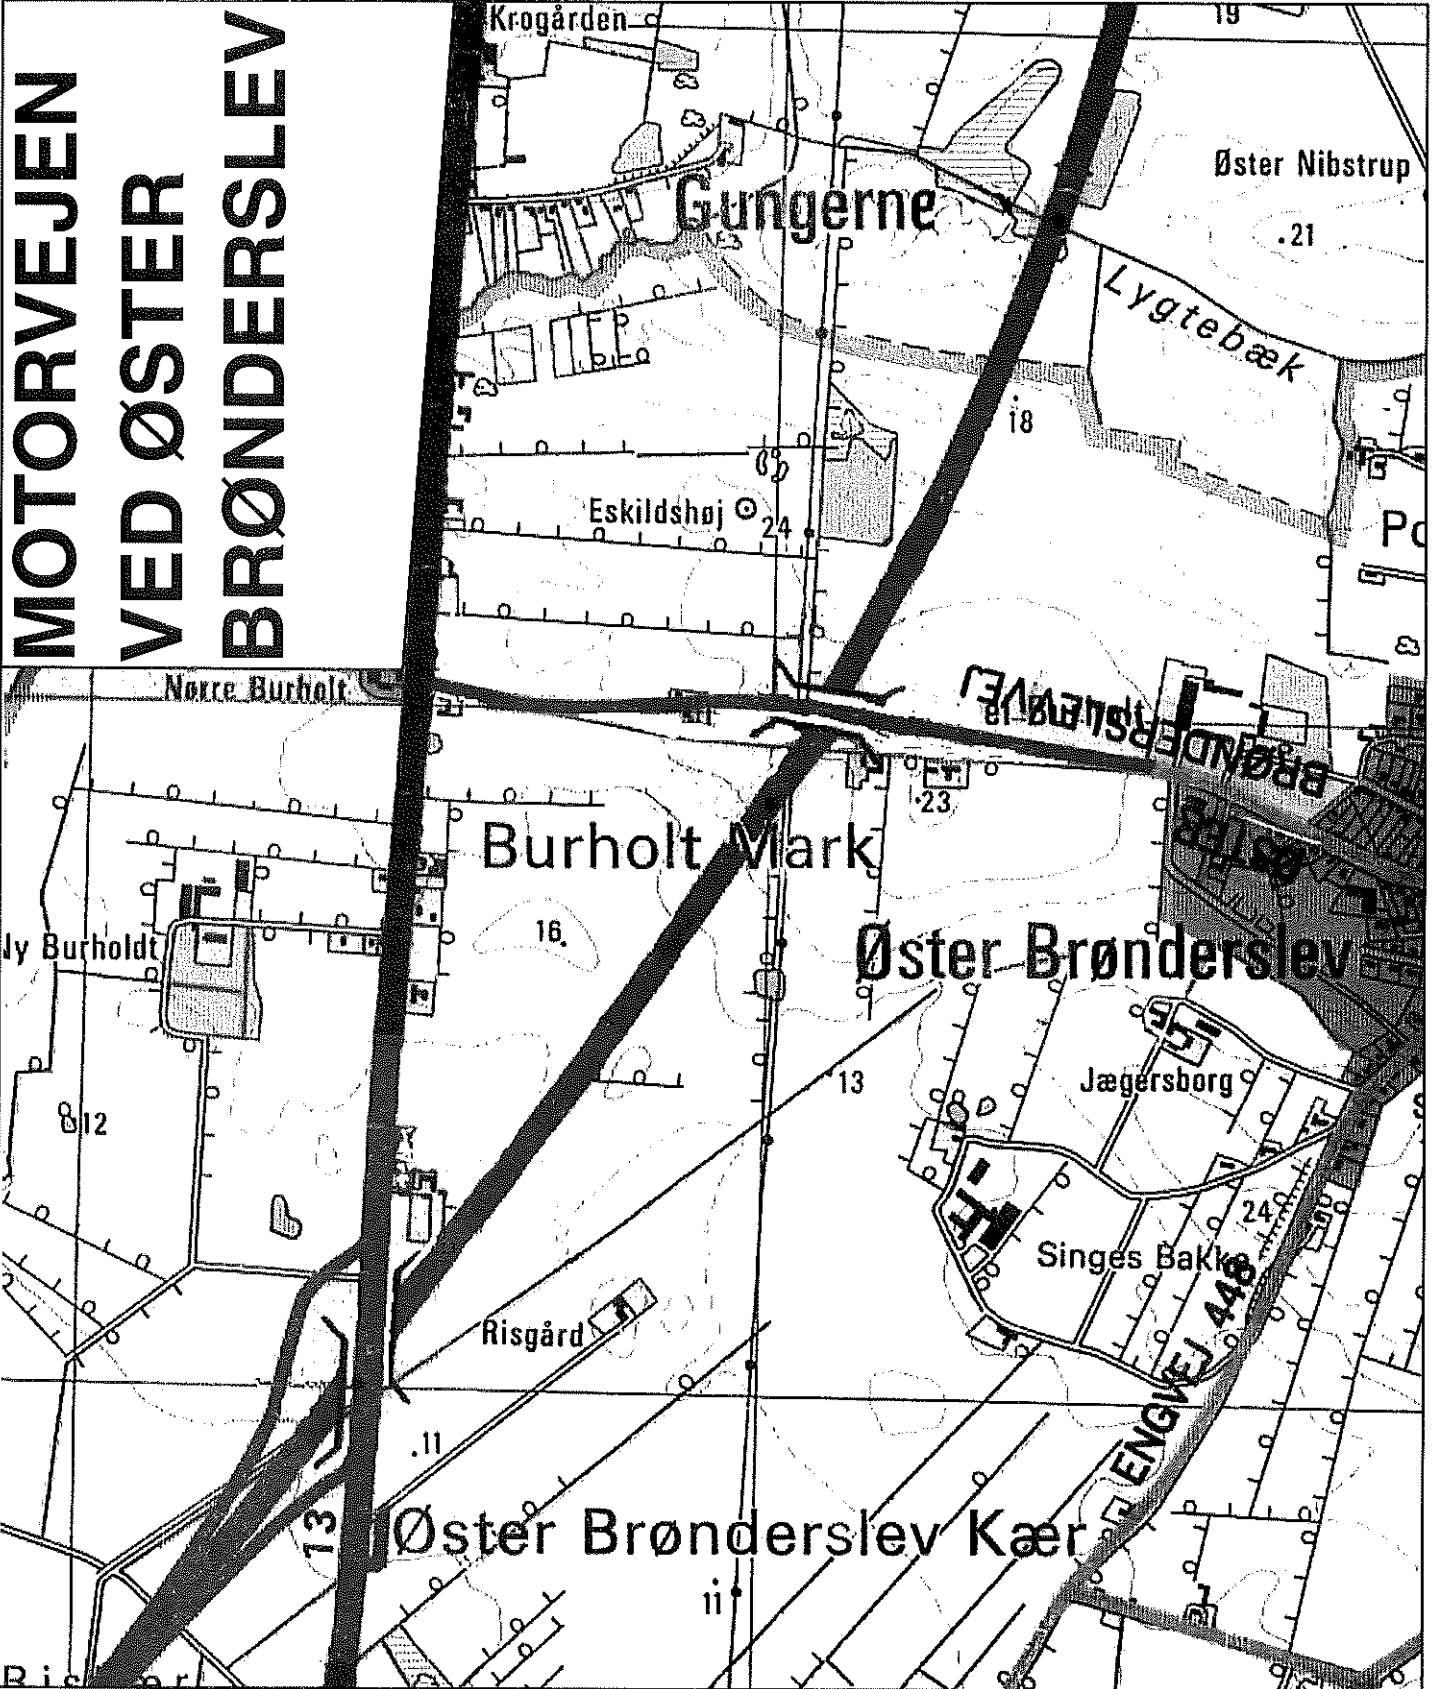 MOTORVEJEN
VED ØSTER
BRØNDERSLEV
Krogården
19
Øster Nibstrup
Gungerne
.21
Lygtebæk
18
Eskildshøj
24
Nørre Burholt
BRØNDERSLEVVEJ
ØSTER
.23
Burholt Mark
16.
Ny Burholdt
Øster Brønderslev
13
Jægersborg
12
24
Singes Bakke
ENGVEJ 448
Risgård
.11
13
Øster Brønderslev Kær
11